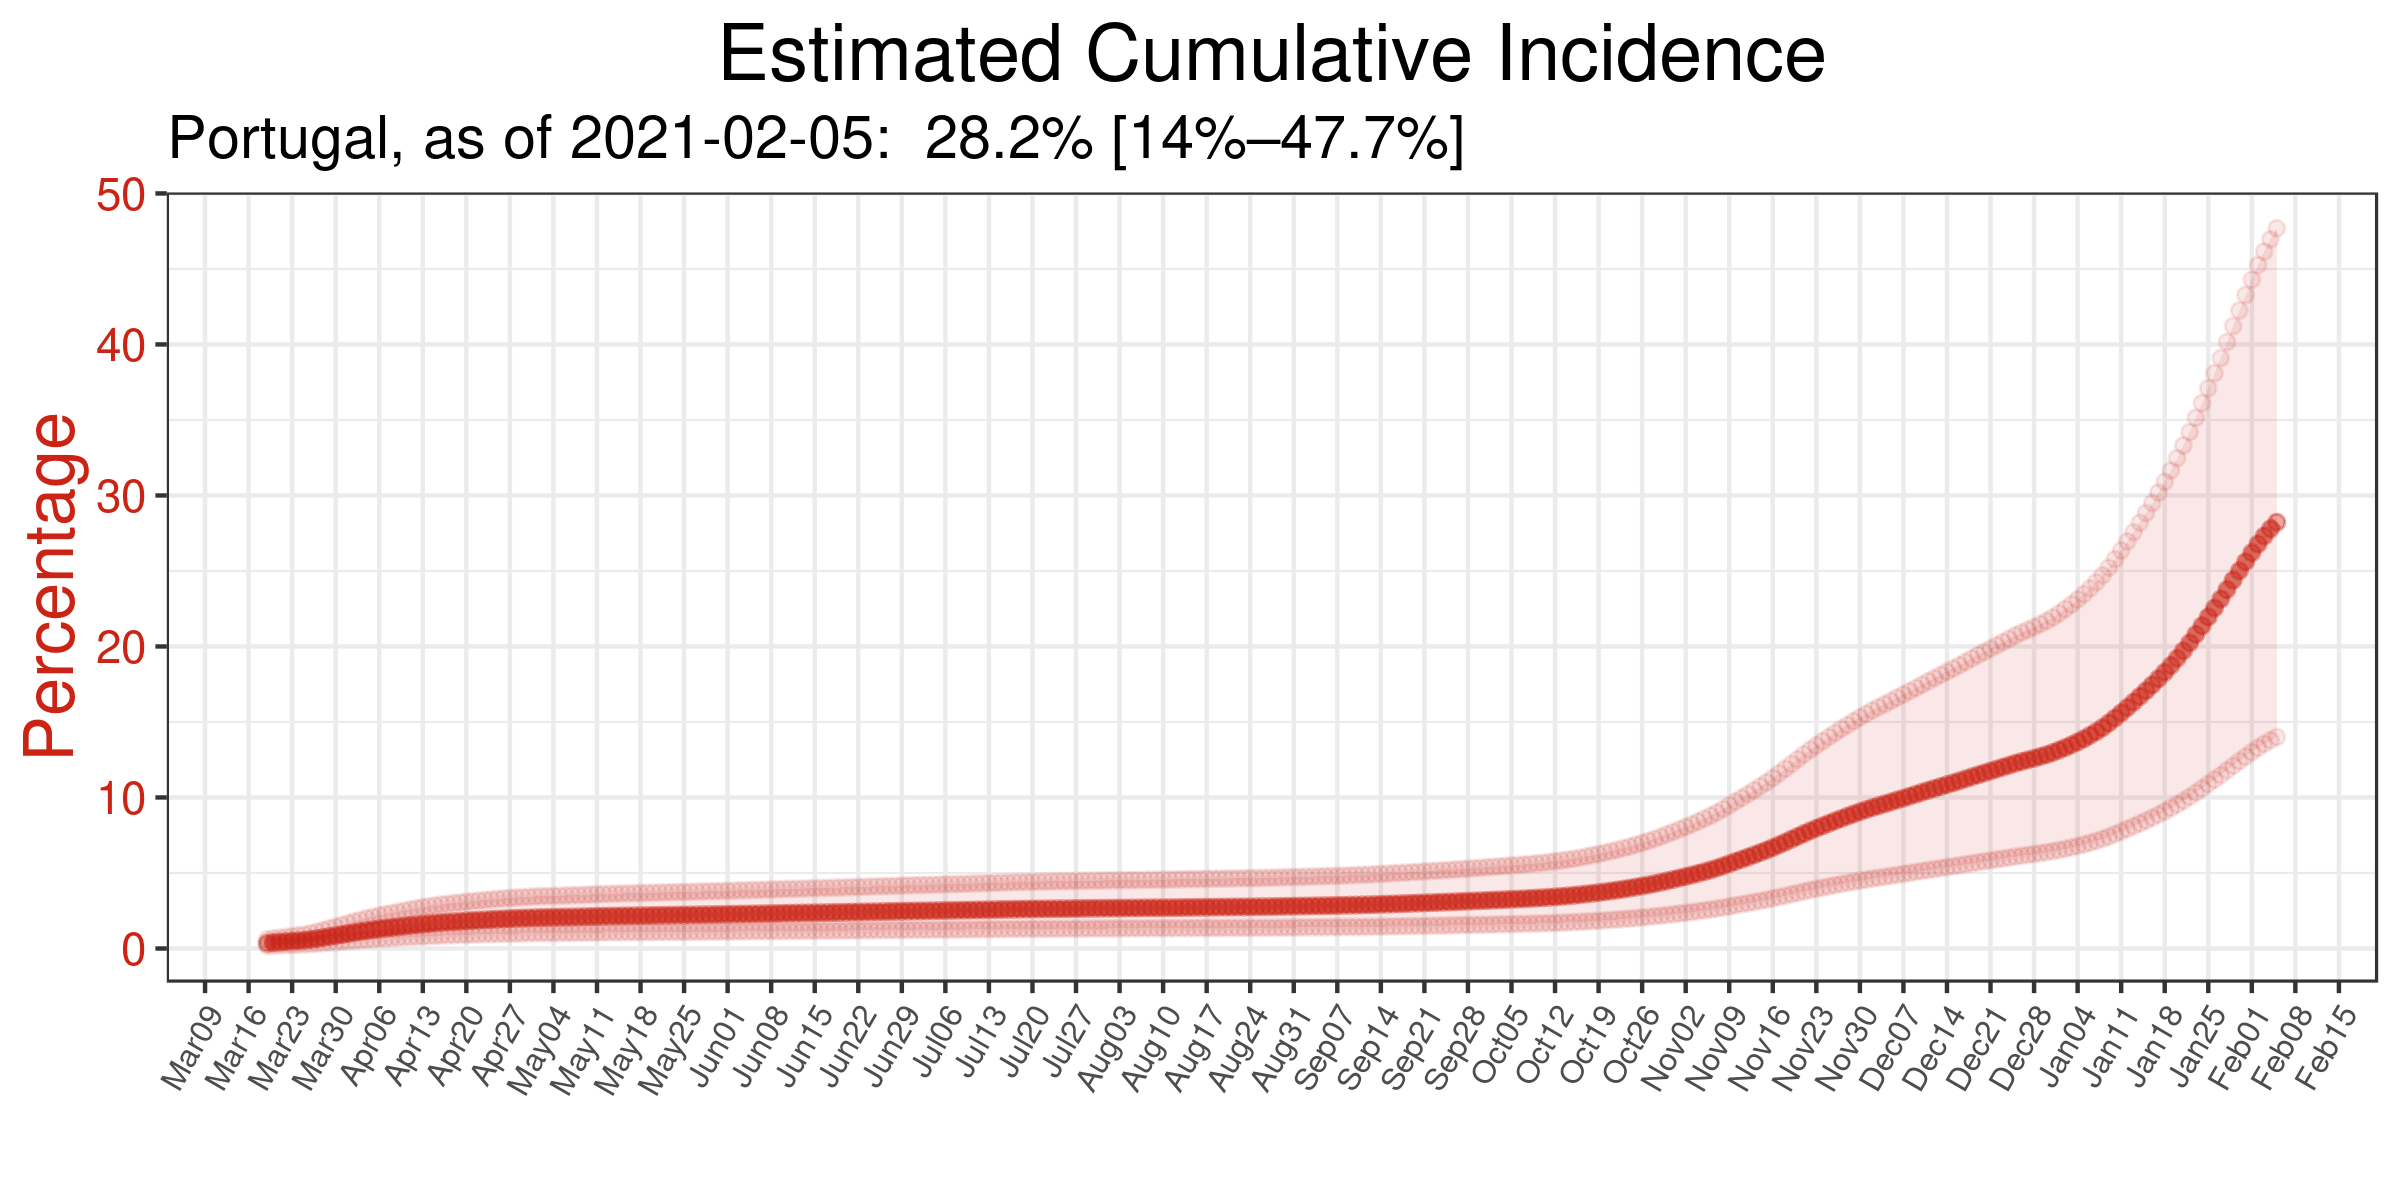 Estimated Cumulative Incidence
Portugal, as of 2021-02-05:  28.2% [14%–47.7%]
Percentage
50
40
30
20
10
0
Mar09
Mar16
Mar23
Mar30
Apr06
Apr13
Apr20
Apr27
May04
May11
May18
May25
Jun01
Jun08
Jun15
Jun22
Jun29
Jul06
Jul13
Jul20
Jul27
Aug03
Aug10
Aug17
Aug24
Aug31
Sep07
Sep14
Sep21
Sep28
Oct05
Oct12
Oct19
Oct26
Nov02
Nov09
Nov16
Nov23
Nov30
Dec07
Dec14
Dec21
Dec28
Jan04
Jan11
Jan18
Jan25
Feb01
Feb08
Feb15